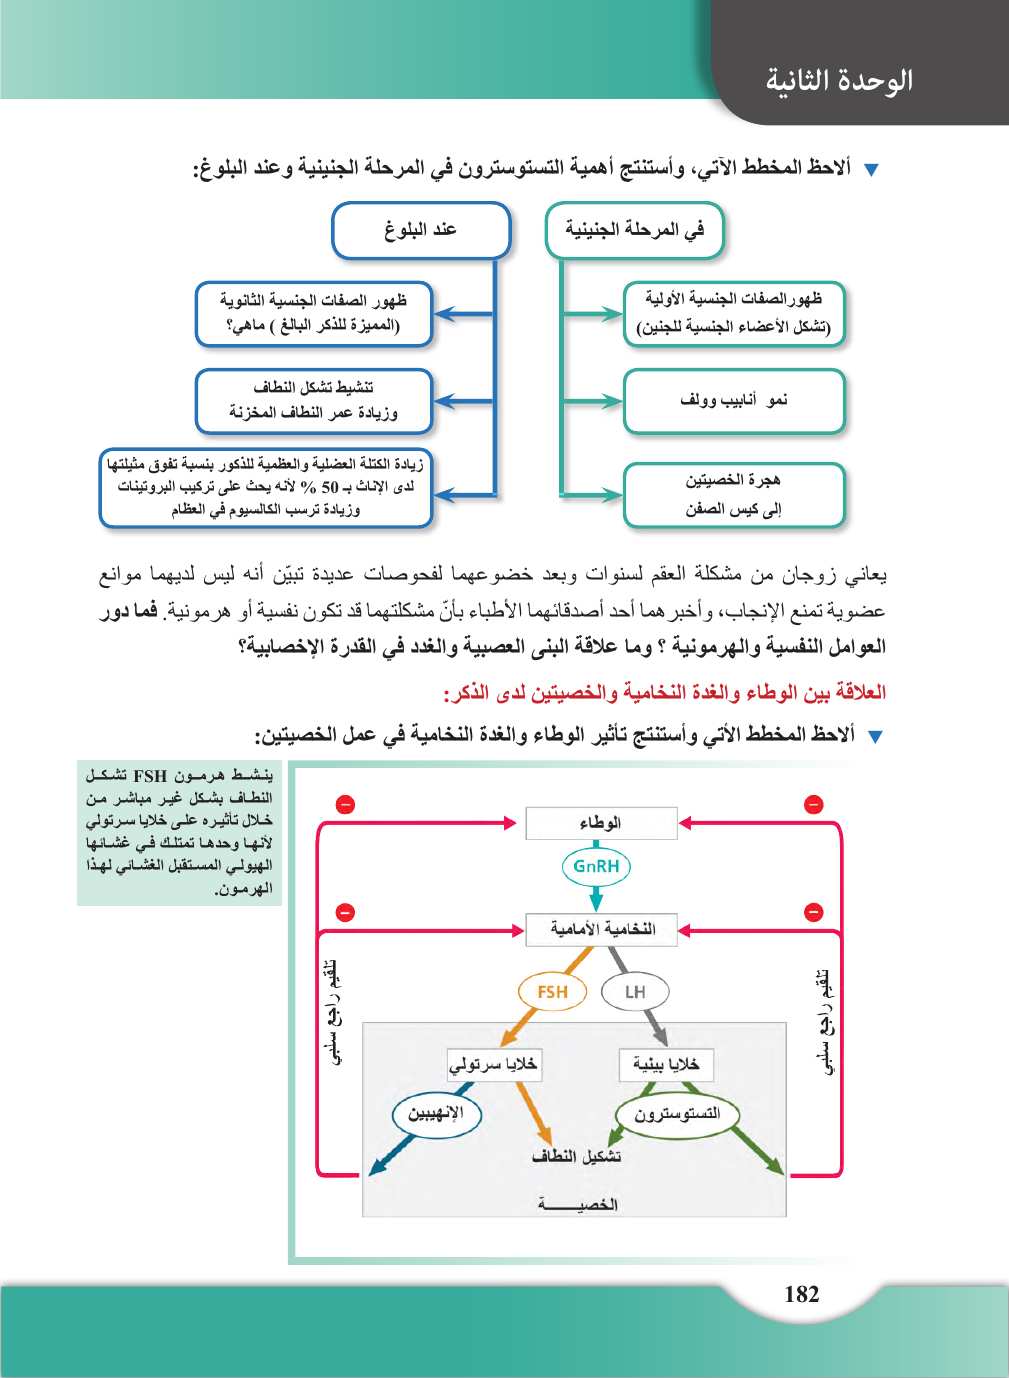 الوحدة الثانية
ألاحظ المخطط الآتي، وأستنتج أهمية التستوسترون في المرحلة الجنينية وعند البلوغ:
في المرحلة الجنينية
ظهورالصفات الجنسية الأولية
(تشكل الأعضاء الجنسية للجنين)
نمو أنابيب وولف
هجرة الخصيتين
إلى كيس الصفن
عند البلوغ
ظهور الصفات الجنسية الثانوية
(المميزة للذكر البالغ ) ماهي؟
تنشيط تشكل النطاف
وزيادة عمر النطاف المخزنة
زيادة الكتلة العضلية والعظمية للذكور بنسبة تفوق مثيلتها
لدى الإناث بـ 50 % لأنه يحث على تركيب البروتينات
وزيادة ترسب الكالسيوم في العظام
يعاني زوجان من مشكلة العقم لسنوات وبعد خضوعهما لفحوصات عديدة تبيّن أنه ليس لديهما موانع
عضوية تمنع الإنجاب، وأخبرهما أحد أصدقائهما الأطباء بأنّ مشكلتهما قد تكون نفسية أو هرمونية. فما دور
العوامل النفسية والهرمونية ؟ وما علاقة البنى العصبية والغدد في القدرة الإخصابية؟
العلاقة بين الوطاء والغدة النخامية والخصيتين لدى الذكر:
ألاحظ المخطط الأتي وأستنتج تأثير الوطاء والغدة النخامية في عمل الخصيتين:
ينشط هرمون FSH تشكل
النطاف بشكل غير مباشر من
خلال تأثيره على خلايا سرتولي
لأنها وحدها تمتلك في غشائها
الهيولي المستقبل الغشائي لهذا
الهرمون.
الوطاء
GnRH
النخامية الأمامية
LH
FSH
تلقيم راجع سلبي
تلقيم راجع سلبي
خلايا بينية
خلايا سرتولي
التستوسترون
الإنهيبين
تشكيل النطاف
الخصيـــــــة
182